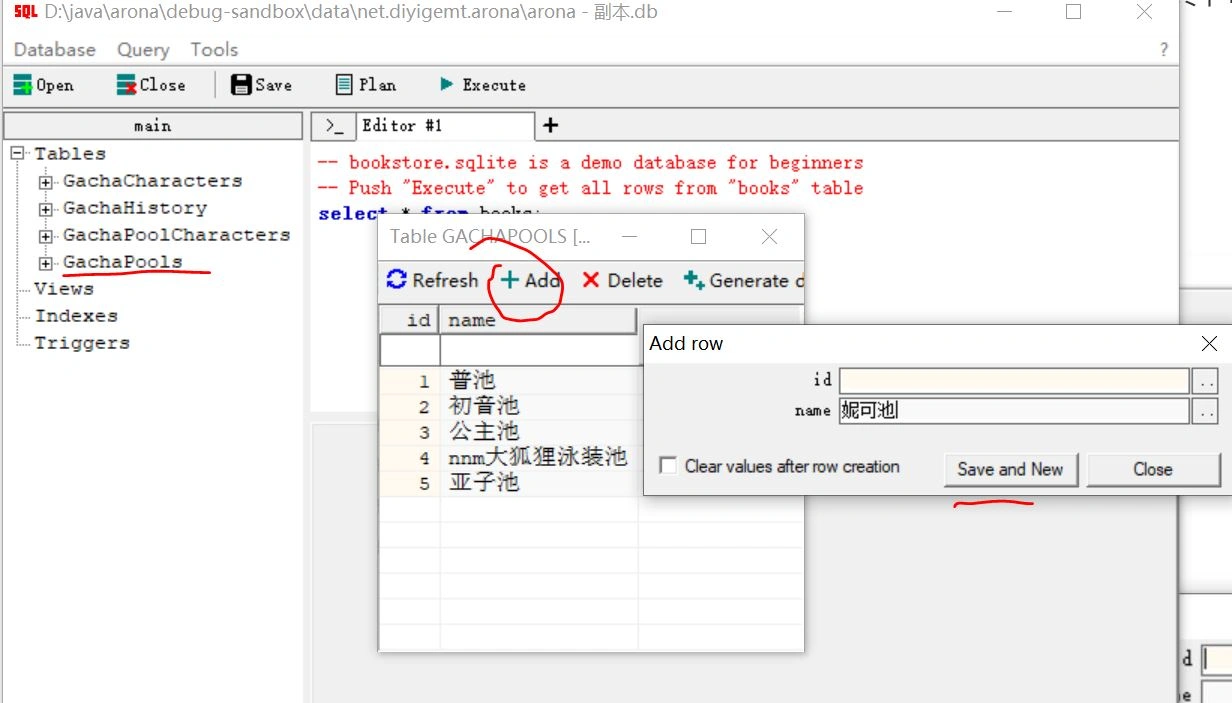 SQL D:\java\arona\debug-sandbox\data\net.diyigemt.arona\arona - 副本.db
Database Query Tools ?
Open Close Save Plan Execute
main
>_ Editor #1 +
Tables
GachaCharacters
GachaHistory
GachaPoolCharacters
GachaPools
Views
Indexes
Triggers
-- bookstore.sqlite is a demo database for beginners
-- Push "Execute" to get all rows from "books" table
select * from books;
Table GACHAPOOLS [...
Refresh Add Delete Generate d
id name
1 普池
2 初音池
3 公主池
4 nnm大狐狸泳装池
5 亚子池
Add row
id ..
name 妮可池 ..
Clear values after row creation
Save and New Close
d
e